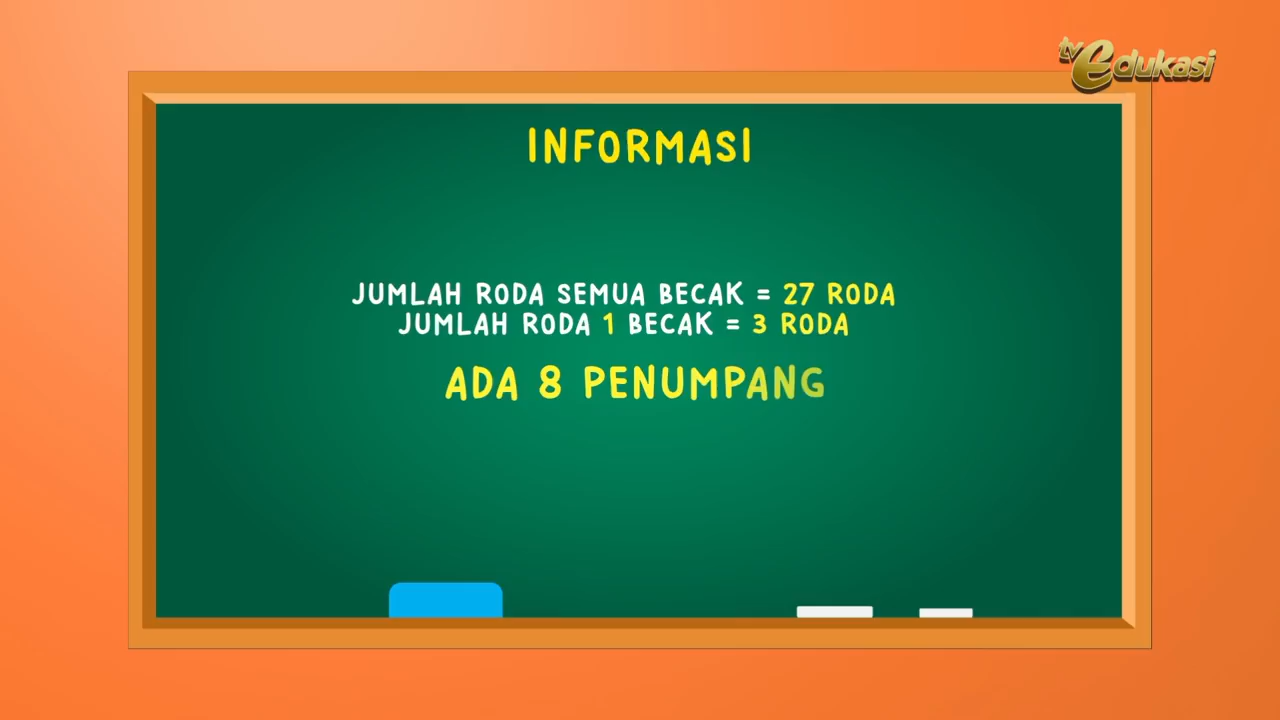 tv edukasi
INFORMASI
JUMLAH RODA SEMUA BECAK = 27 RODA
JUMLAH RODA 1 BECAK = 3 RODA
ADA 8 PENUMPANG